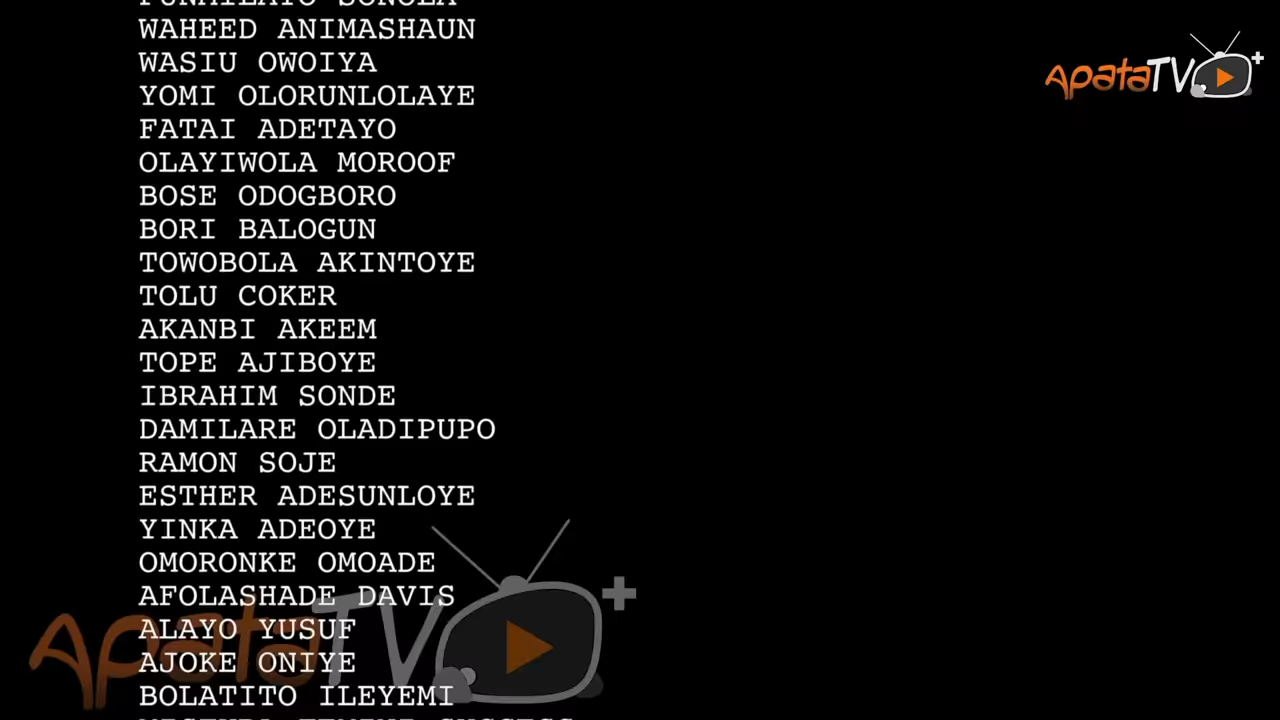 WAHEED ANIMASHAUN
WASIU OWOIYA
YOMI OLORUNLOLAYE
FATAI ADETAYO
OLAYIWOLA MOROOF
BOSE ODOGBORO
BORI BALOGUN
TOWOBOLA AKINTOYE
TOLU COKER
AKANBI AKEEM
TOPE AJIBOYE
IBRAHIM SONDE
DAMILARE OLADIPUPO
RAMON SOJE
ESTHER ADESUNLOYE
YINKA ADEOYE
OMORONKE OMOADE
AFOLASHADE DAVIS
ALAYO YUSUF
AJOKE ONIYE
BOLATITO ILEYEMI
ApataTV+
ApataTV+